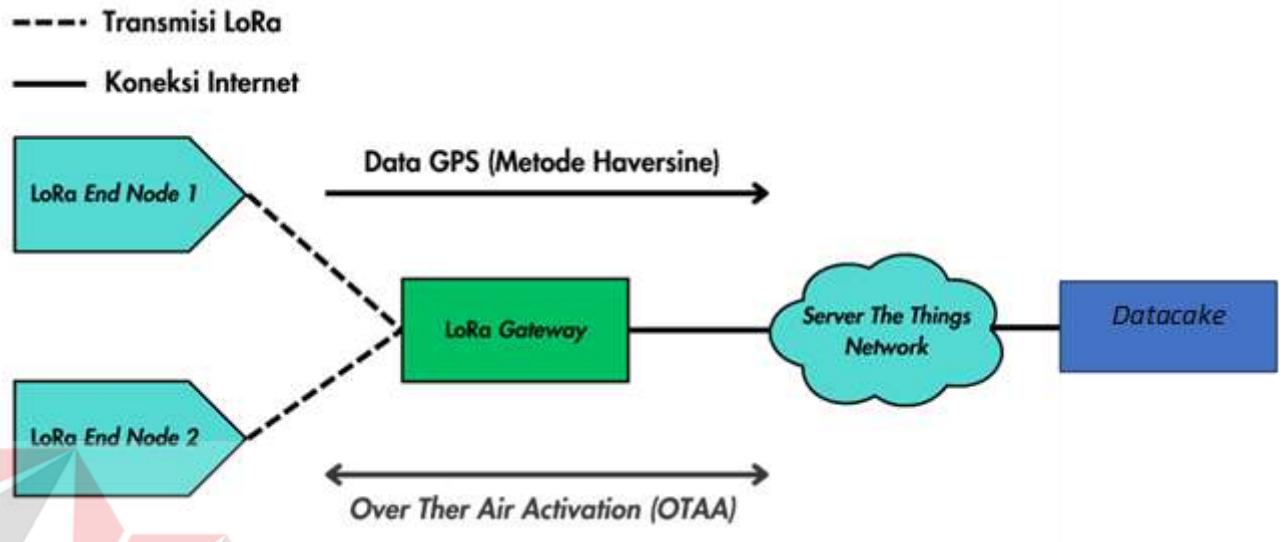 Transmisi LoRa
Koneksi Internet
LoRa End Node 1
Data GPS (Metode Haversine)
LoRa Gateway
Server The Things
Network
Datacake
LoRa End Node 2
Over Ther Air Activation (OTAA)